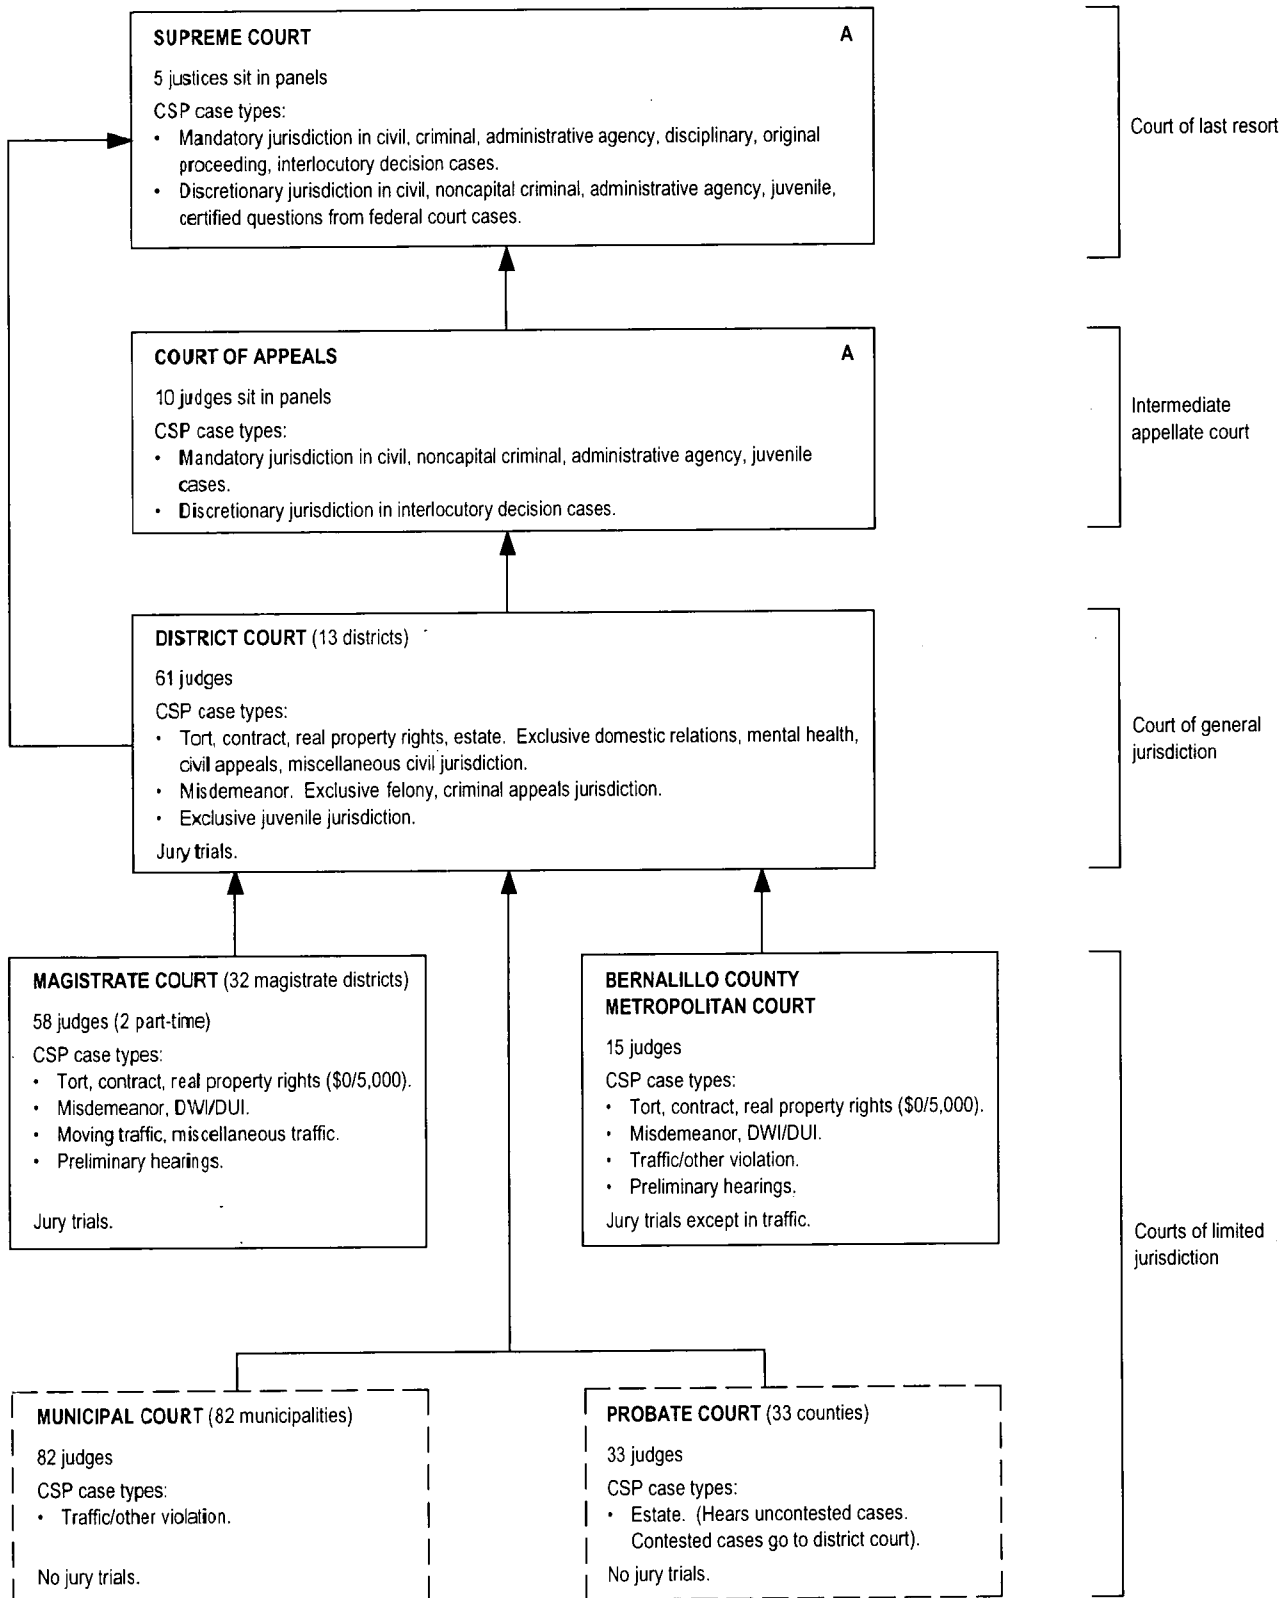 SUPREME COURT A
5 justices sit in panels
CSP case types:
• Mandatory jurisdiction in civil, criminal, administrative agency, disciplinary, original
proceeding, interlocutory decision cases.
• Discretionary jurisdiction in civil, noncapital criminal, administrative agency, juvenile,
certified questions from federal court cases.
Court of last resort
COURT OF APPEALS A
10 judges sit in panels
CSP case types:
• Mandatory jurisdiction in civil, noncapital criminal, administrative agency, juvenile
cases.
• Discretionary jurisdiction in interlocutory decision cases.
Intermediate
appellate court
DISTRICT COURT (13 districts)
61 judges
CSP case types:
• Tort, contract, real property rights, estate. Exclusive domestic relations, mental health,
civil appeals, miscellaneous civil jurisdiction.
• Misdemeanor. Exclusive felony, criminal appeals jurisdiction.
• Exclusive juvenile jurisdiction.
Jury trials.
Court of general
jurisdiction
MAGISTRATE COURT (32 magistrate districts)
58 judges (2 part-time)
CSP case types:
• Tort, contract, real property rights ($0/5,000).
• Misdemeanor, DWI/DUI.
• Moving traffic, miscellaneous traffic.
• Preliminary hearings.
Jury trials.
BERNALILLO COUNTY
METROPOLITAN COURT
15 judges
CSP case types:
• Tort, contract, real property rights ($0/5,000).
• Misdemeanor, DWI/DUI.
• Traffic/other violation.
• Preliminary hearings.
Jury trials except in traffic.
Courts of limited
jurisdiction
MUNICIPAL COURT (82 municipalities)
82 judges
CSP case types:
• Traffic/other violation.
No jury trials.
PROBATE COURT (33 counties)
33 judges
CSP case types:
• Estate. (Hears uncontested cases.
Contested cases go to district court).
No jury trials.